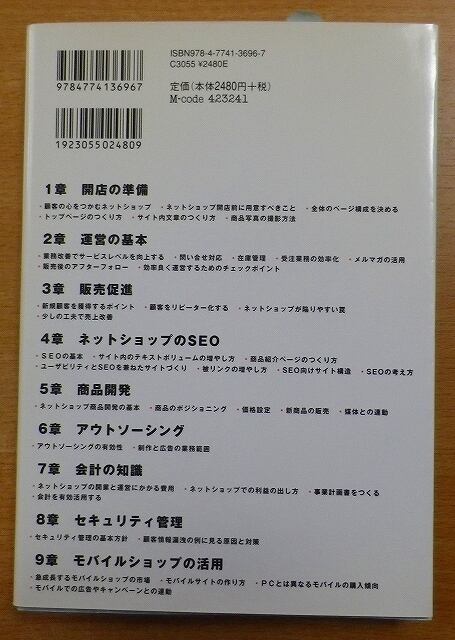 ISBN978-4-7741-3696-7
C3055 ¥2480E
9784774136967
定価(本体2480円+税)
M-code 423241
1923055024809
1章 開店の準備
・顧客の心をつかむネットショップ ・ネットショップ開店前に用意すべきこと ・全体のページ構成を決める
・トップページのつくり方 ・サイト内文章のつくり方 ・商品写真の撮影方法
2章 運営の基本
・業務改善でサービスレベルを向上する ・問い合せ対応 ・在庫管理 ・受注業務の効率化 ・メルマガの活用
・販売後のアフターフォロー ・効率良く運営するためのチェックポイント
3章 販売促進
・新規顧客を獲得するポイント ・顧客をリピーター化する ・ネットショップが陥りやすい罠
・少しの工夫で売上改善
4章 ネットショップのSEO
・SEOの基本 ・サイト内のテキストボリュームの増やし方 ・商品紹介ページのつくり方
・ユーザビリティとSEOを兼ねたサイトづくり ・被リンクの増やし方 ・SEO向けサイト構造 ・SEOの考え方
5章 商品開発
・ネットショップ商品開発の基本 ・商品のポジショニング ・価格設定 ・新商品の販売 ・媒体との連動
6章 アウトソーシング
・アウトソーシングの有効性 ・制作と広告の業務範囲
7章 会計の知識
・ネットショップの開業と運営にかかる費用 ・ネットショップでの利益の出し方 ・事業計画書をつくる
・会計を有効活用する
8章 セキュリティ管理
・セキュリティ管理の基本方針 ・顧客情報漏洩の例に見る原因と対策
9章 モバイルショップの活用
・急成長するモバイルショップの市場 ・モバイルサイトの作り方 ・PCとは異なるモバイルの購入傾向
・モバイルでの広告やキャンペーンとの連動